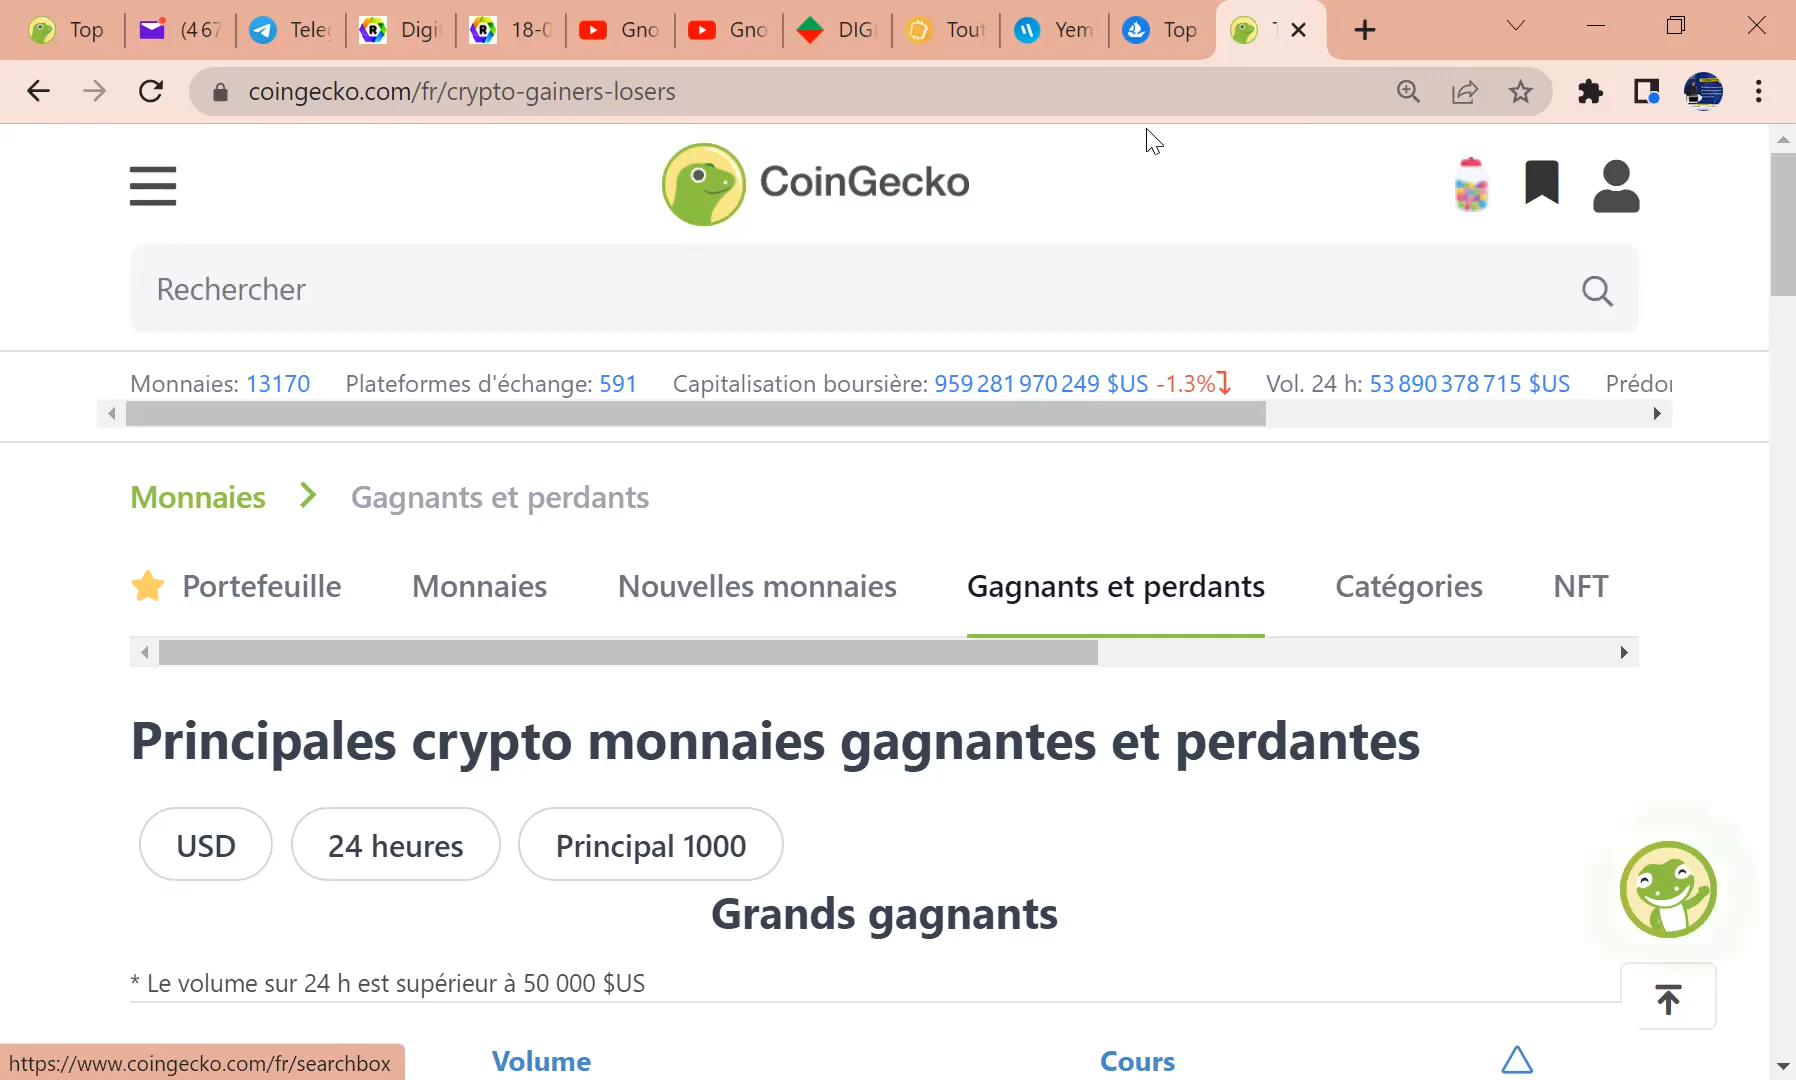 Top (4 67 Tele Digi 18-0 Gno Gno DIG Tout Yem Top
coingecko.com/fr/crypto-gainers-losers
CoinGecko
Rechercher
Monnaies: 13170 Plateformes d'échange: 591 Capitalisation boursière: 959 281 970 249 $US -1.3% Vol. 24 h: 53 890 378 715 $US Prédo
Monnaies > Gagnants et perdants
Portefeuille Monnaies Nouvelles monnaies Gagnants et perdants Catégories NFT
Principales crypto monnaies gagnantes et perdantes
USD 24 heures Principal 1000
Grands gagnants
* Le volume sur 24 h est supérieur à 50 000 $US
Volume Cours
https://www.coingecko.com/fr/searchbox